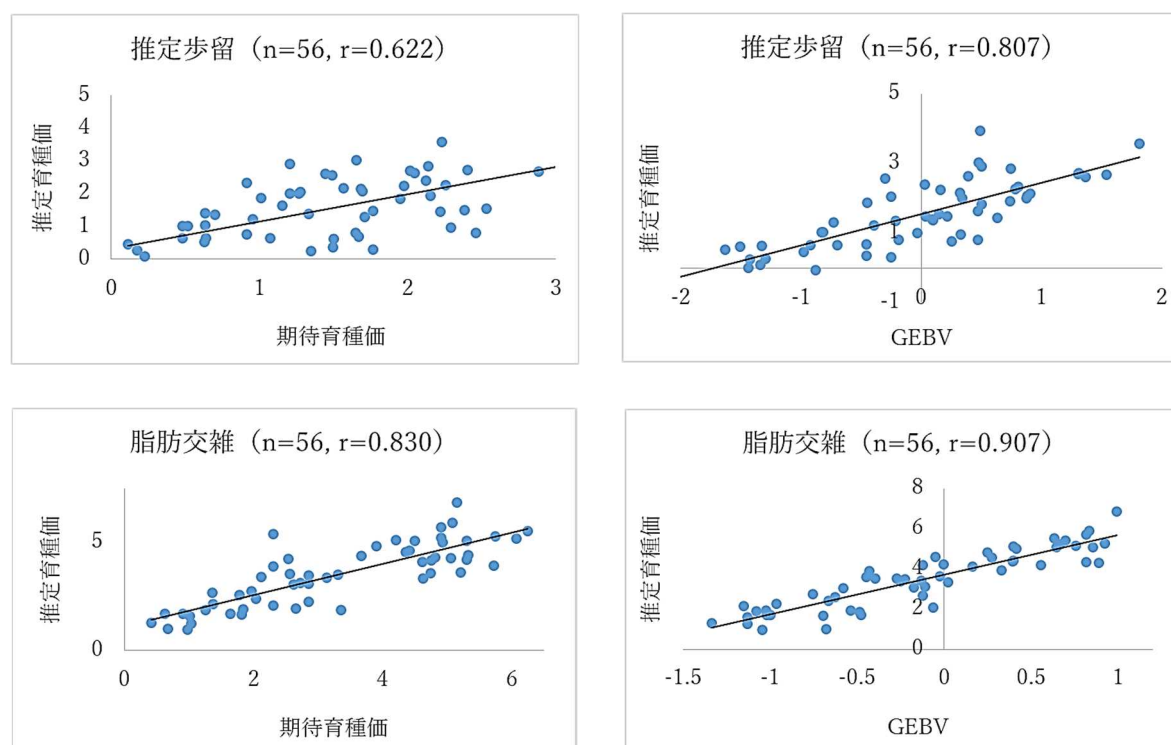 推定歩留（n=56, r=0.622）
推定育種価
5
4
3
2
1
0
0 1 2 3
期待育種価
推定歩留（n=56, r=0.807）
推定育種価
5
3
1
-1
-2 -1 0 1 2
GEBV
脂肪交雑（n=56, r=0.830）
推定育種価
5
0
0 2 4 6
期待育種価
脂肪交雑（n=56, r=0.907）
推定育種価
8
6
4
2
0
-1.5 -1 -0.5 0 0.5 1
GEBV